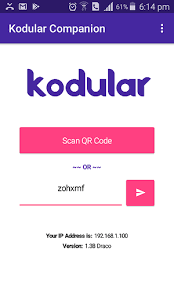 61% 6:14 pm
Kodular Companion
kodular
Scan QR Code
-- OR --
zohxmf
Your IP Address is: 192.168.1.100
Version: 1.3B Draco